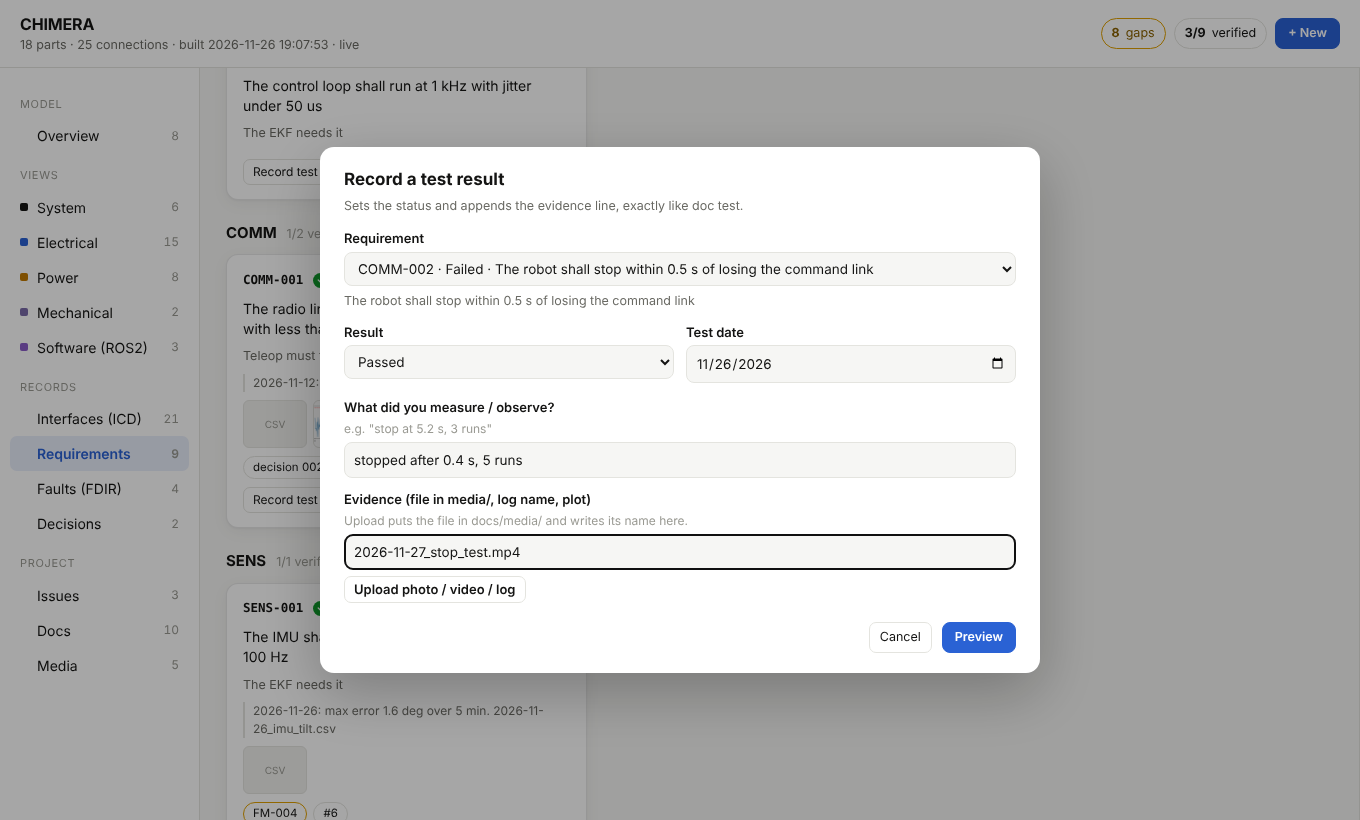 CHIMERA
18 parts · 25 connections · built 2026-11-26 19:07:53 · live
8 gaps
3/9 verified
+ New
MODEL
Overview 8
VIEWS
System 6
Electrical 15
Power 8
Mechanical 2
Software (ROS2) 3
RECORDS
Interfaces (ICD) 21
Requirements 9
Faults (FDIR) 4
Decisions 2
PROJECT
Issues 3
Docs 10
Media 5
The control loop shall run at 1 kHz with jitter
under 50 us
The EKF needs it
Record test
COMM 1/2 ve
COMM-001
The radio lin
with less tha
Teleop must
2026-11-12:
CSV
decision 002
Record test
SENS 1/1 verif
SENS-001
The IMU sha
100 Hz
The EKF needs it
2026-11-26: max error 1.6 deg over 5 min. 2026-11-
26_imu_tilt.csv
CSV
FM-004
#6
Record a test result
Sets the status and appends the evidence line, exactly like doc test.
Requirement
COMM-002 · Failed · The robot shall stop within 0.5 s of losing the command link
The robot shall stop within 0.5 s of losing the command link
Result
Passed
Test date
11/26/2026
What did you measure / observe?
e.g. "stop at 5.2 s, 3 runs"
stopped after 0.4 s, 5 runs
Evidence (file in media/, log name, plot)
Upload puts the file in docs/media/ and writes its name here.
2026-11-27_stop_test.mp4
Upload photo / video / log
Cancel
Preview